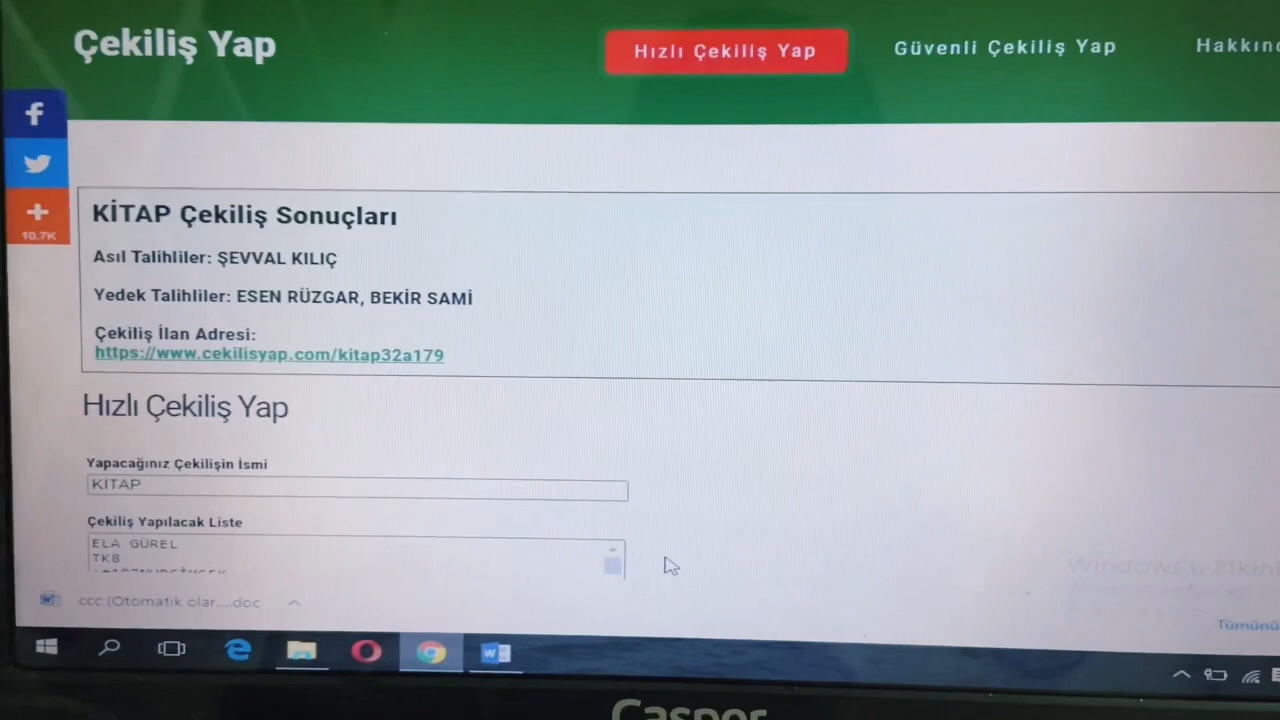 Çekiliş Yap
Hızlı Çekiliş Yap
Güvenli Çekiliş Yap
10.7K
KİTAP Çekiliş Sonuçları
Asıl Talihliler: ŞEVVAL KILIÇ
Yedek Talihliler: ESEN RÜZGAR, BEKİR SAMİ
Çekiliş İlan Adresi:
https://www.cekilisyap.com/kitap32a179
Hızlı Çekiliş Yap
Yapacağınız Çekilişin İsmi
KİTAP
Çekiliş Yapılacak Liste
ELA GÜREL
TK8
ccc (Otomatik olar....doc
Casper